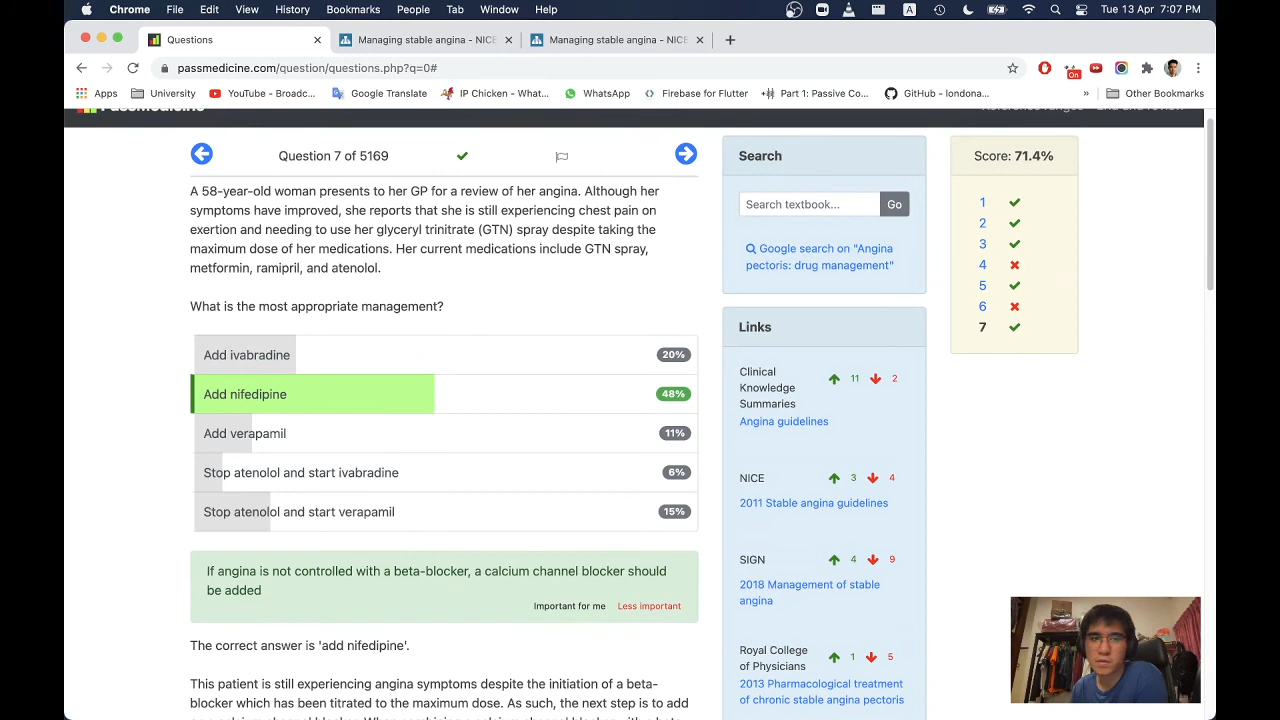 Chrome File Edit View History Bookmarks People Tab Window Help A Tue 13 Apr 7:07 PM
Questions Managing stable angina - NICE Managing stable angina - NICE
passmedicine.com/question/questions.php?q=0# On
Apps University YouTube – Broadc... Google Translate IP Chicken - What... WhatsApp Firebase for Flutter Part 1: Passive Co... GitHub - londona... » Other Bookmarks
Question 7 of 5169
A 58-year-old woman presents to her GP for a review of her angina. Although her
symptoms have improved, she reports that she is still experiencing chest pain on
exertion and needing to use her glyceryl trinitrate (GTN) spray despite taking the
maximum dose of her medications. Her current medications include GTN spray,
metformin, ramipril, and atenolol.
What is the most appropriate management?
Add ivabradine 20%
Add nifedipine 48%
Add verapamil 11%
Stop atenolol and start ivabradine 6%
Stop atenolol and start verapamil 15%
If angina is not controlled with a beta-blocker, a calcium channel blocker should
be added
Important for me Less important
The correct answer is 'add nifedipine'.
This patient is still experiencing angina symptoms despite the initiation of a beta-
blocker which has been titrated to the maximum dose. As such, the next step is to add
Search
Search textbook... Go
Google search on "Angina
pectoris: drug management"
Links
Clinical
Knowledge
Summaries
11 2
Angina guidelines
NICE 3 4
2011 Stable angina guidelines
SIGN 4 9
2018 Management of stable
angina
Royal College
of Physicians
1 5
2013 Pharmacological treatment
of chronic stable angina pectoris
Score: 71.4%
1
2
3
4
5
6
7